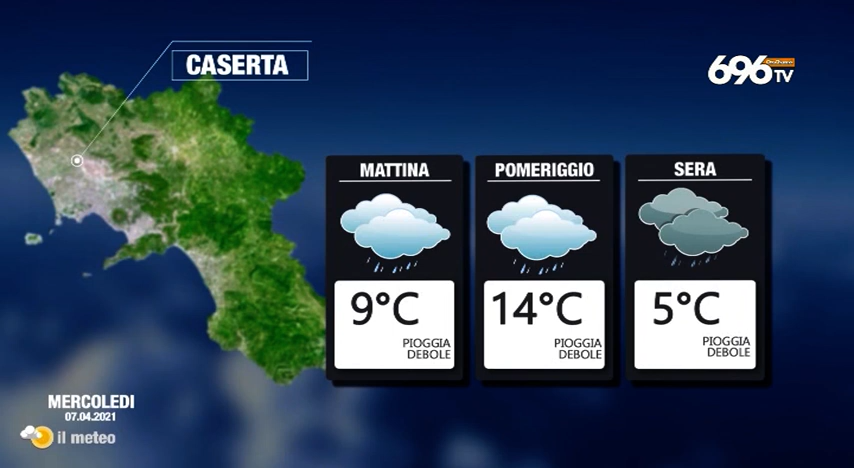 CASERTA
696
TV
MATTINA
9°C
PIOGGIA
DEBOLE
POMERIGGIO
14°C
PIOGGIA
DEBOLE
SERA
5°C
PIOGGIA
DEBOLE
MERCOLEDI
07.04.2021
il meteo